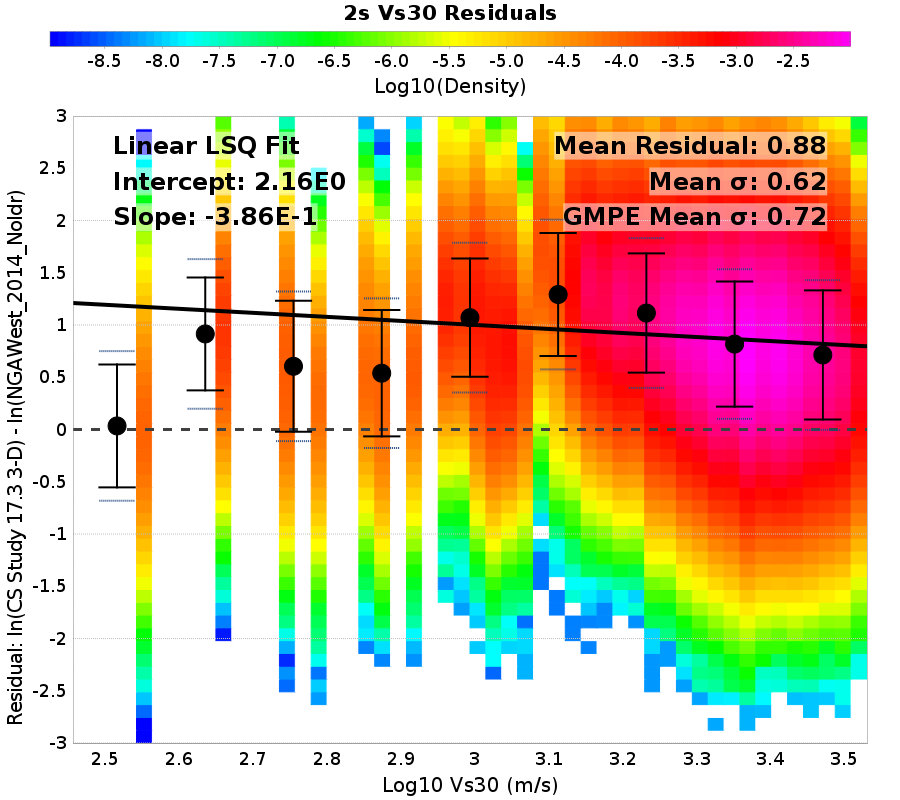 2s Vs30 Residuals
-8.5 -8.0 -7.5 -7.0 -6.5 -6.0 -5.5 -5.0 -4.5 -4.0 -3.5 -3.0 -2.5
Log10(Density)
Linear LSQ Fit
Intercept: 2.16E0
Slope: -3.86E-1
Mean Residual: 0.88
Mean σ: 0.62
GMPE Mean σ: 0.72
Residual: ln(CS Study 17.3 3-D) - ln(NGAWest_2014_NoIdr)
3
2.5
2
1.5
1
0.5
0
-0.5
-1
-1.5
-2
-2.5
-3
2.5 2.6 2.7 2.8 2.9 3 3.1 3.2 3.3 3.4 3.5
Log10 Vs30 (m/s)